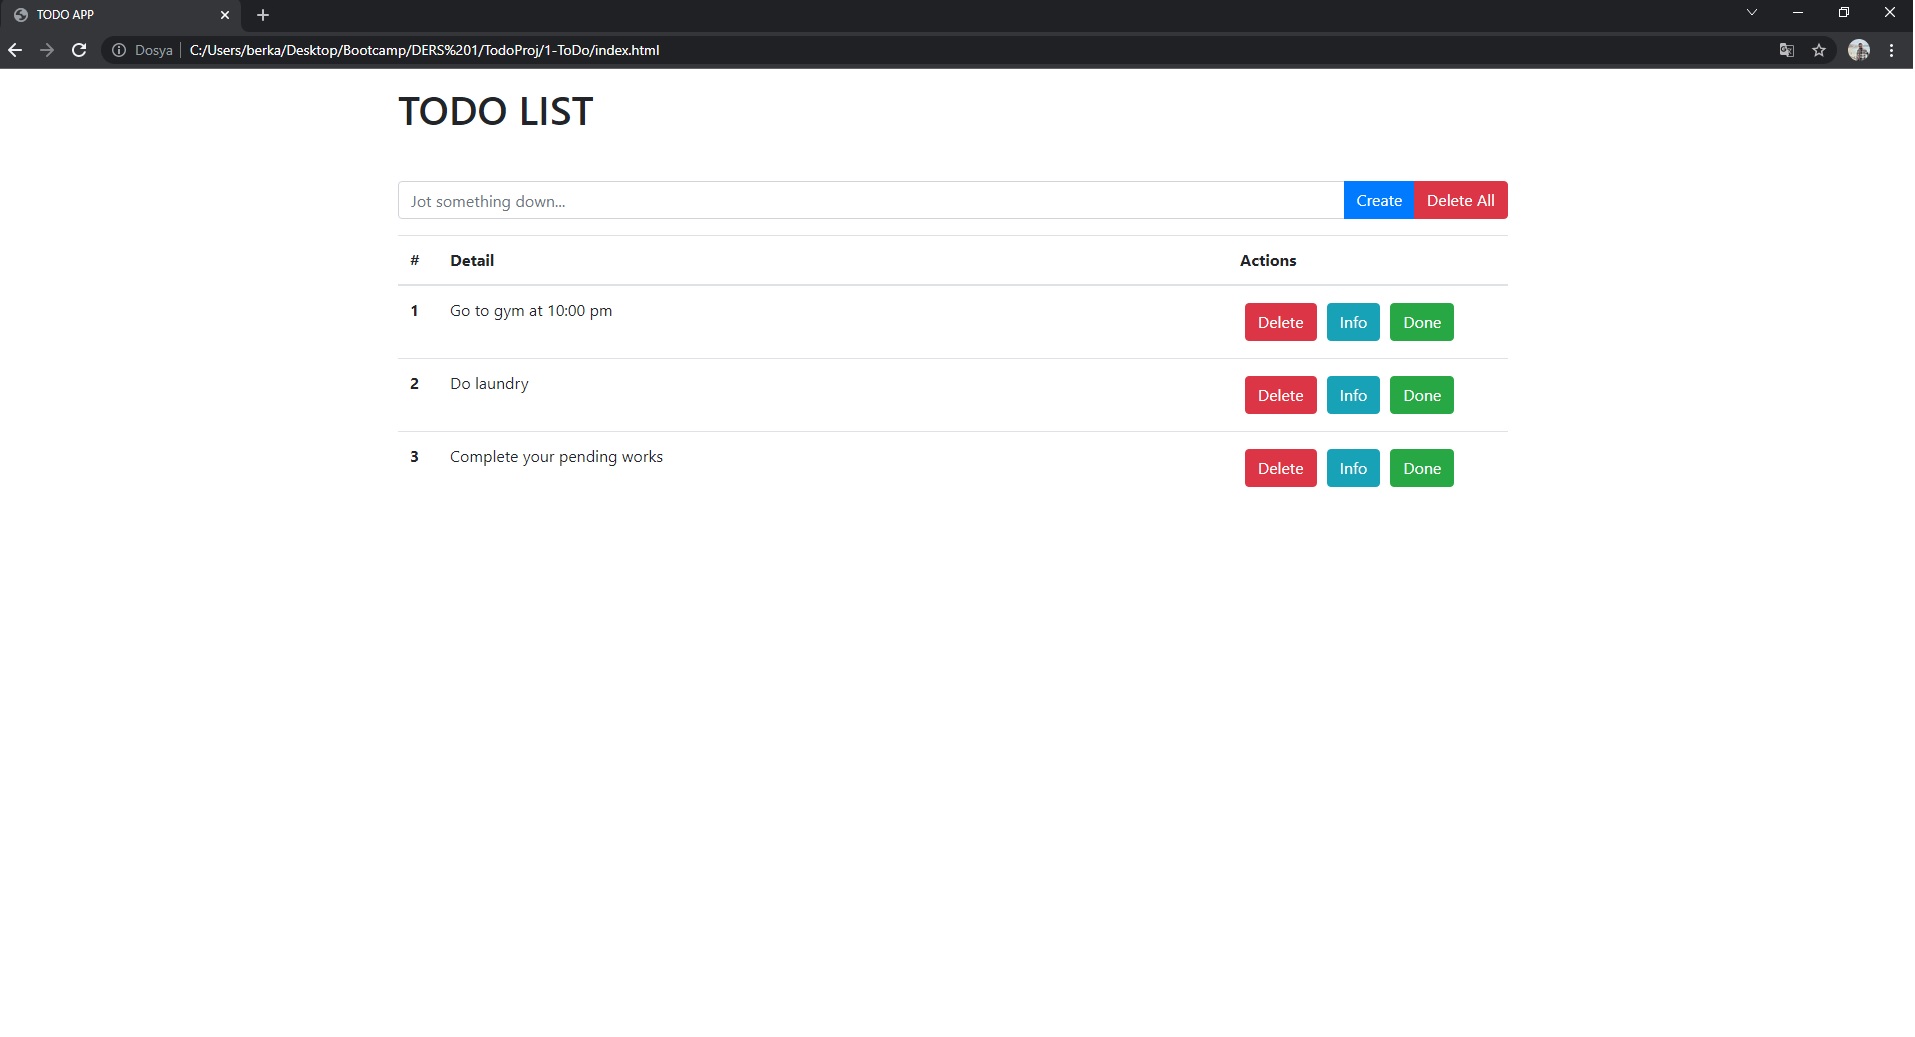 TODO APP
Dosya C:/Users/berka/Desktop/Bootcamp/DERS%201/TodoProj/1-ToDo/index.html
TODO LIST
Jot something down... Create Delete All
# Detail Actions
1 Go to gym at 10:00 pm Delete Info Done
2 Do laundry Delete Info Done
3 Complete your pending works Delete Info Done